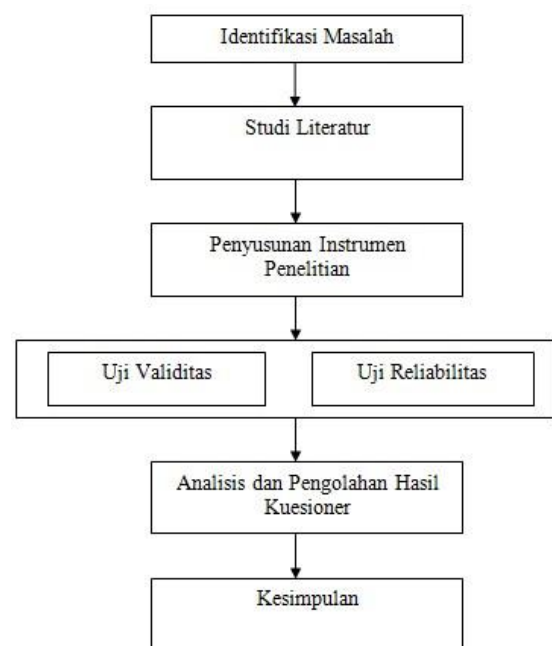 Identifikasi Masalah
Studi Literatur
Penyusunan Instrumen
Penelitian
Uji Validitas
Uji Reliabilitas
Analisis dan Pengolahan Hasil
Kuesioner
Kesimpulan